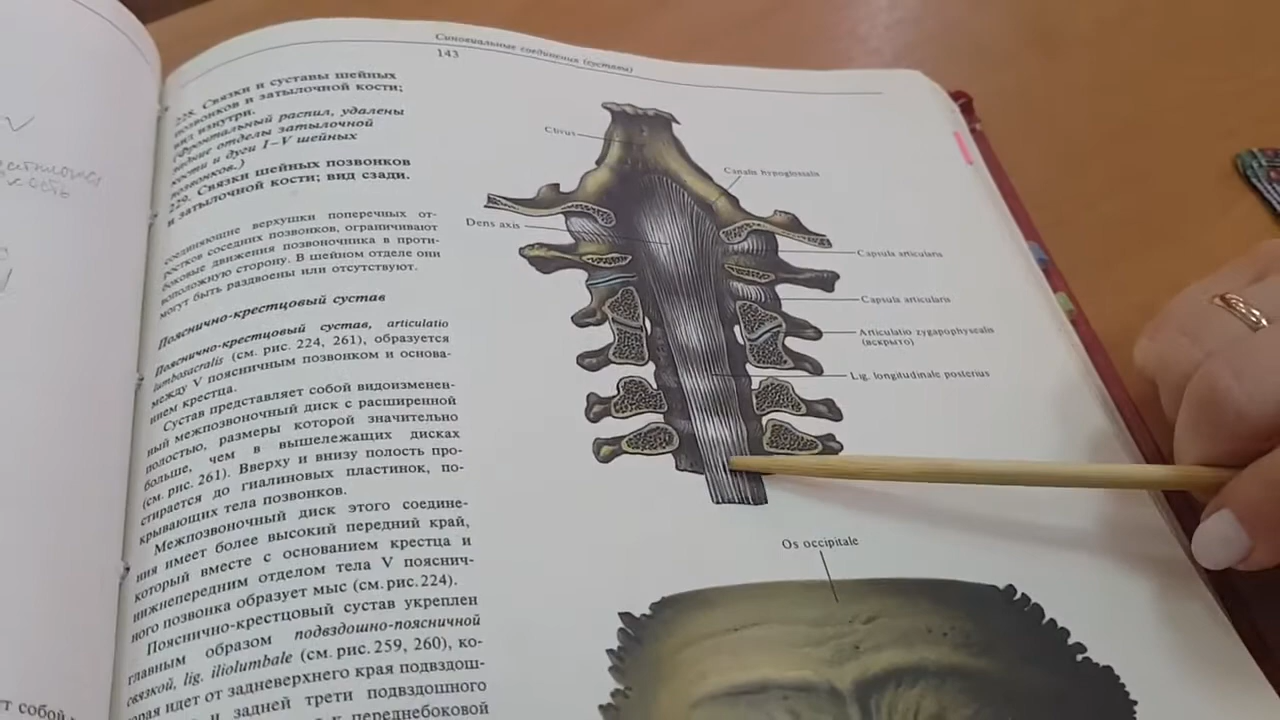 Синовиальные соединения (суставы)
143
228. Связки и суставы шейных
позвонков и затылочной кости;
вид изнутри.
(Фронтальный распил, удалены
задние отделы затылочной
кости и дуги I–V шейных
позвонков.)
229. Связки шейных позвонков
и затылочной кости; вид сзади.
соединяющие верхушки поперечных от-
ростков соседних позвонков, ограничивают
боковые движения позвоночника в проти-
воположную сторону. В шейном отделе они
могут быть раздвоены или отсутствуют.
Пояснично-крестцовый сустав
Пояснично-крестцовый сустав, articulatio
lumbosacralis (см. рис. 224, 261), образуется
между V поясничным позвонком и основа-
нием крестца.
Сустав представляет собой видоизменен-
ный межпозвоночный диск с расширенной
полостью, размеры которой значительно
больше, чем в вышележащих дисках
(см. рис. 261). Вверху и внизу полость про-
стирается до гиалиновых пластинок, по-
крывающих тела позвонков.
Межпозвоночный диск этого соедине-
ния имеет более высокий передний край,
который вместе с основанием крестца и
нижнепередним отделом тела V пояснич-
ного позвонка образует мыс (см. рис. 224).
Пояснично-крестцовый сустав укреплен
главным образом подвздошно-поясничной
связкой, lig. iliolumbale (см. рис. 259, 260), ко-
торая идет от задневерхнего края подвздош-
и задней трети подвздошного
к переднебоковой
Clivus
Canalis hypoglossalis
Dens axis
Capsula articularis
Capsula articularis
Articulatio zygapophysealis
(вскрыто)
Lig. longitudinale posterius
Os occipitale
кость
т собой